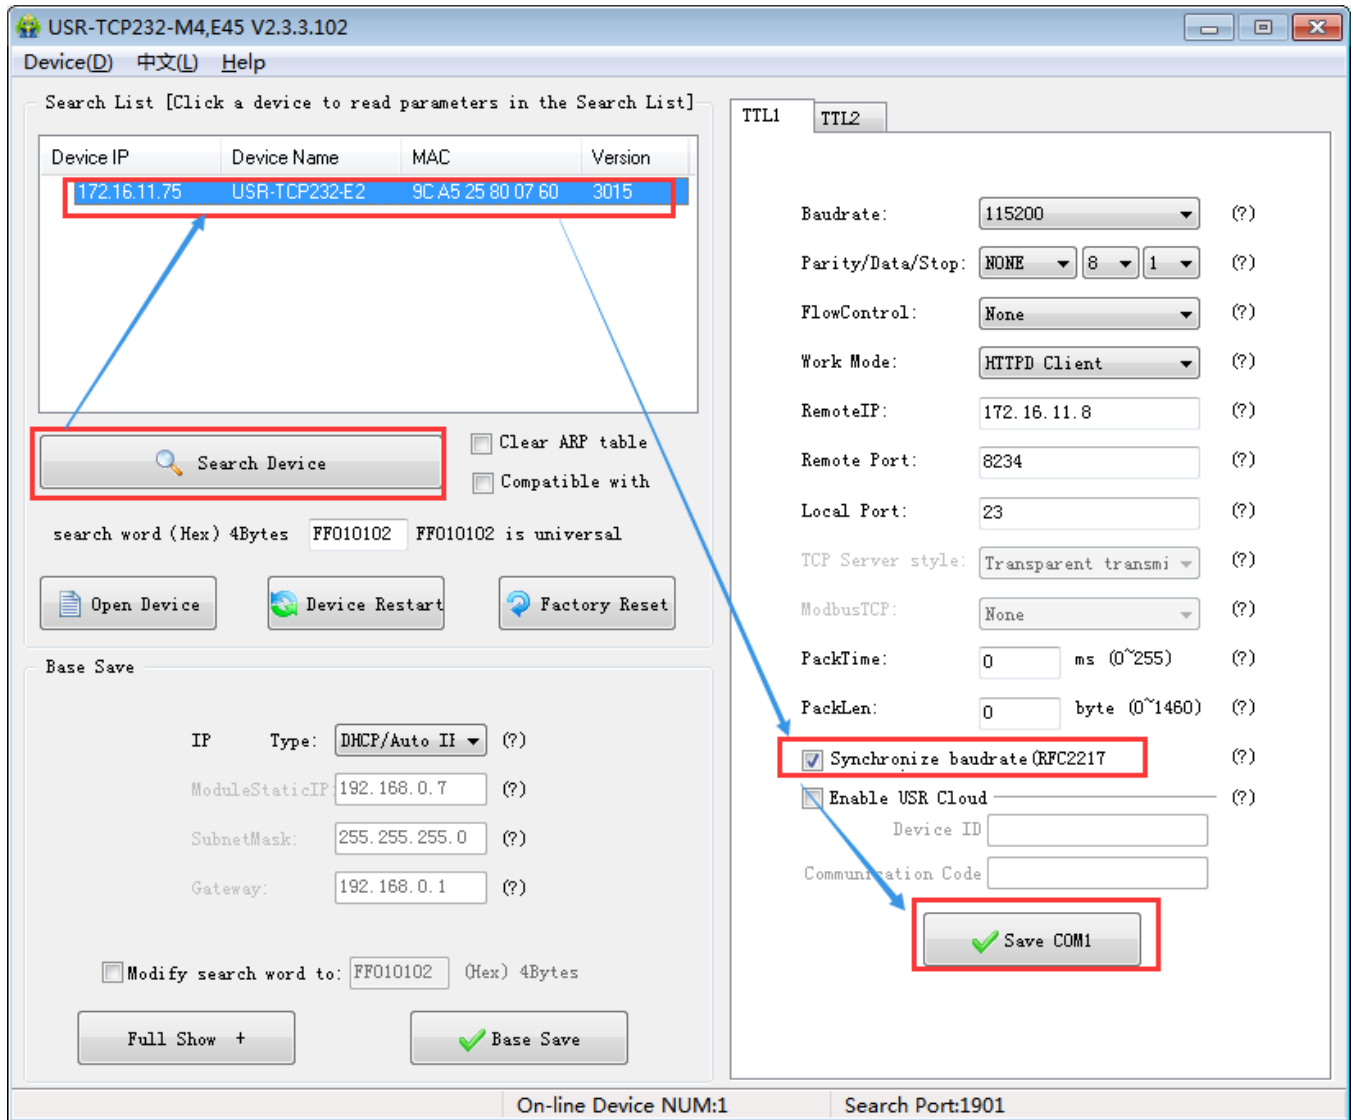 USR-TCP232-M4,E45 V2.3.3.102
Device(D) 中文(L) Help
Search List [Click a device to read parameters in the Search List]
Device IP Device Name MAC Version
172.16.11.75 USR-TCP232-E2 9C A5 25 80 07 60 3015
Search Device
Clear ARP table
Compatible with
search word (Hex) 4Bytes FF010102 FF010102 is universal
Open Device
Device Restart
Factory Reset
Base Save
IP Type: DHCP/Auto II (?)
ModuleStaticIP: 192.168.0.7 (?)
SubnetMask: 255.255.255.0 (?)
Gateway: 192.168.0.1 (?)
Modify search word to: FF010102 (Hex) 4Bytes
Full Show +
Base Save
TTL1 TTL2
Baudrate: 115200 (?)
Parity/Data/Stop: NONE 8 1 (?)
FlowControl: None (?)
Work Mode: HTTPD Client (?)
RemoteIP: 172.16.11.8 (?)
Remote Port: 8234 (?)
Local Port: 23 (?)
TCP Server style: Transparent transmi (?)
ModbusTCP: None (?)
PackTime: 0 ms (0~255) (?)
PackLen: 0 byte (0~1460) (?)
Synchronize baudrate(RFC2217 (?)
Enable USR Cloud (?)
Device ID
Communication Code
Save COM1
On-line Device NUM:1 Search Port:1901